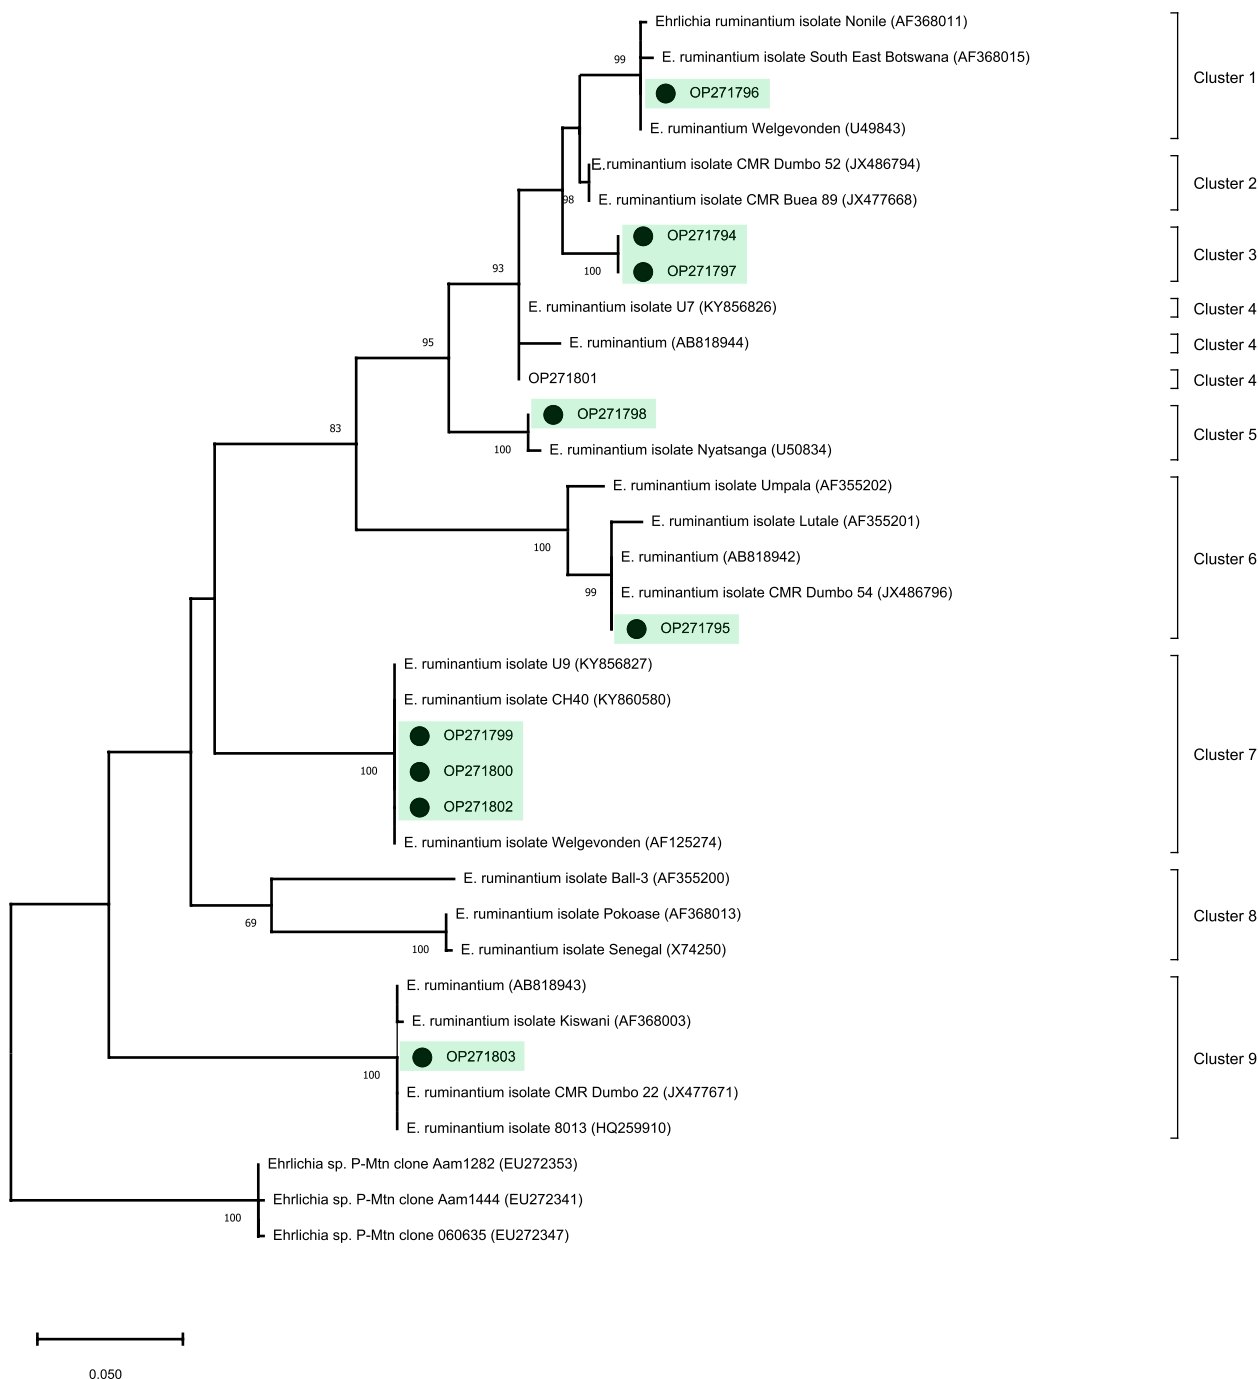 Ehrlichia ruminantium isolate Nonile (AF368011)
E. ruminantium isolate South East Botswana (AF368015)
99
Cluster 1
OP271796
E. ruminantium Welgevonden (U49843)
E.ruminantium isolate CMR Dumbo 52 (JX486794)
Cluster 2
98
E. ruminantium isolate CMR Buea 89 (JX477668)
OP271794
Cluster 3
93
100
OP271797
E. ruminantium isolate U7 (KY856826)
Cluster 4
95
E. ruminantium (AB818944)
Cluster 4
OP271801
Cluster 4
83
OP271798
Cluster 5
100
E. ruminantium isolate Nyatsanga (U50834)
E. ruminantium isolate Umpala (AF355202)
E. ruminantium isolate Lutale (AF355201)
100
E. ruminantium (AB818942)
Cluster 6
99
E. ruminantium isolate CMR Dumbo 54 (JX486796)
OP271795
E. ruminantium isolate U9 (KY856827)
E. ruminantium isolate CH40 (KY860580)
OP271799
Cluster 7
100
OP271800
OP271802
E. ruminantium isolate Welgevonden (AF125274)
E. ruminantium isolate Ball-3 (AF355200)
69
E. ruminantium isolate Pokoase (AF368013)
Cluster 8
100
E. ruminantium isolate Senegal (X74250)
E. ruminantium (AB818943)
E. ruminantium isolate Kiswani (AF368003)
OP271803
Cluster 9
100
E. ruminantium isolate CMR Dumbo 22 (JX477671)
E. ruminantium isolate 8013 (HQ259910)
Ehrlichia sp. P-Mtn clone Aam1282 (EU272353)
Ehrlichia sp. P-Mtn clone Aam1444 (EU272341)
100
Ehrlichia sp. P-Mtn clone 060635 (EU272347)
0.050